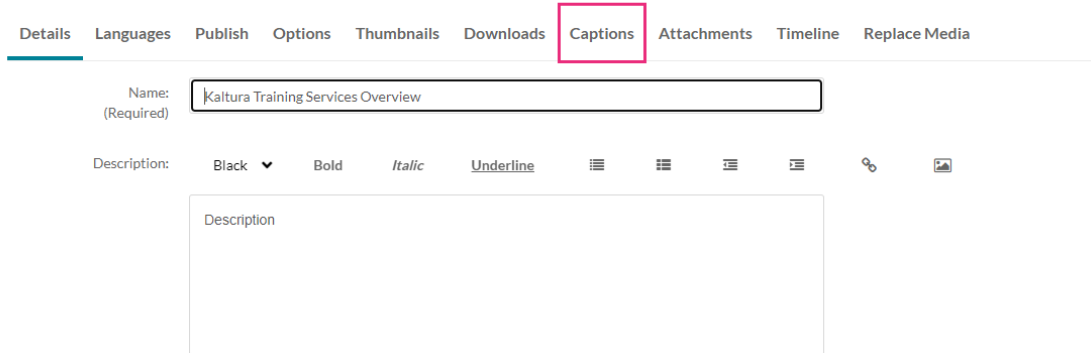 Details Languages Publish Options Thumbnails Downloads Captions Attachments Timeline Replace Media
Name: Kaltura Training Services Overview
(Required)
Description: Black Bold Italic Underline
Description